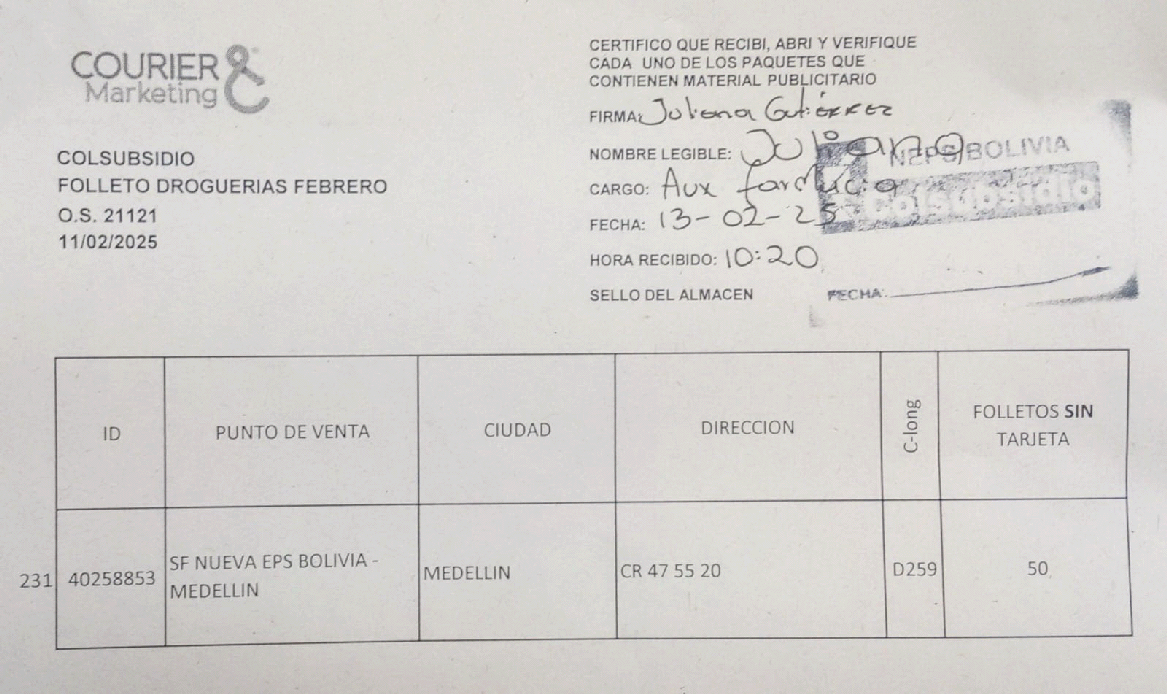 COURIER &
Marketing
COLSUBSIDIO
FOLLETO DROGUERIAS FEBRERO
O.S. 21121
11/02/2025
CERTIFICO QUE RECIBI, ABRI Y VERIFIQUE
CADA UNO DE LOS PAQUETES QUE
CONTIENEN MATERIAL PUBLICITARIO
FIRMA: Juliana Gutiérrez
NOMBRE LEGIBLE: Juliana
CARGO: Aux farmacia
FECHA: 13-02-25
HORA RECIBIDO: 10:20
SELLO DEL ALMACEN
NEPS BOLIVIA
Colsubsidio
FECHA:
ID PUNTO DE VENTA CIUDAD DIRECCION C-long FOLLETOS SIN TARJETA
231 40258853 SF NUEVA EPS BOLIVIA - MEDELLIN MEDELLIN CR 47 55 20 D259 50